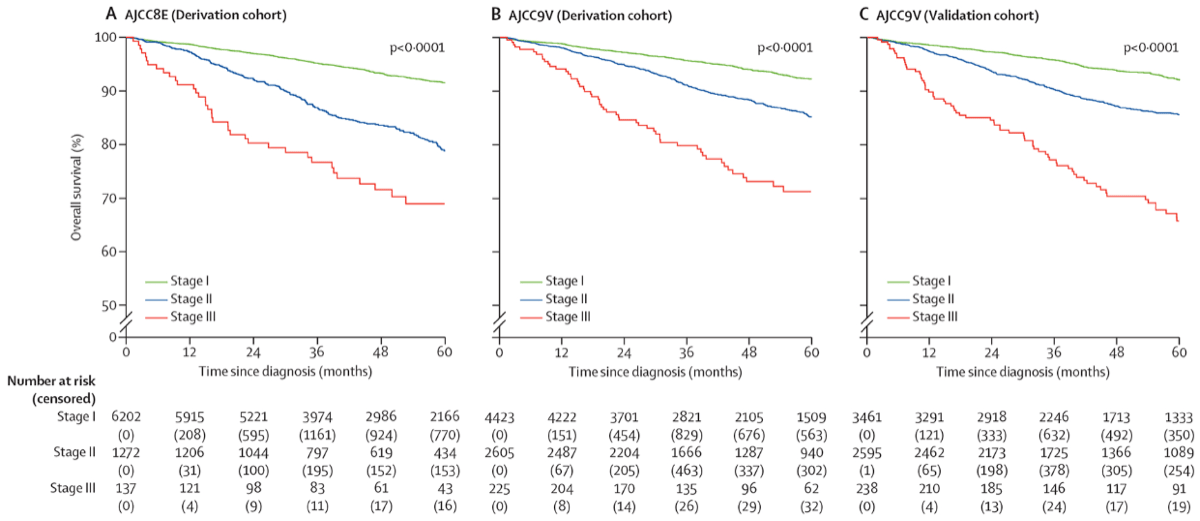 A AJCC8E (Derivation cohort)
B AJCC9V (Derivation cohort)
C AJCC9V (Validation cohort)
Overall survival (%)
100
90
80
70
60
50
0
p<0·0001
Stage I
Stage II
Stage III
0 12 24 36 48 60
Time since diagnosis (months)
p<0·0001
Stage I
Stage II
Stage III
0 12 24 36 48 60
Time since diagnosis (months)
p<0·0001
Stage I
Stage II
Stage III
0 12 24 36 48 60
Time since diagnosis (months)
Number at risk
(censored)
Stage I 6202 5915 5221 3974 2986 2166 4423 4222 3701 2821 2105 1509 3461 3291 2918 2246 1713 1333
(0) (208) (595) (1161) (924) (770) (0) (151) (454) (829) (676) (563) (0) (121) (333) (632) (492) (350)
Stage II 1272 1206 1044 797 619 434 2605 2487 2204 1666 1287 940 2595 2462 2173 1725 1366 1089
(0) (31) (100) (195) (152) (153) (0) (67) (205) (463) (337) (302) (1) (65) (198) (378) (305) (254)
Stage III 137 121 98 83 61 43 225 204 170 135 96 62 238 210 185 146 117 91
(0) (4) (9) (11) (17) (16) (0) (8) (14) (26) (29) (32) (0) (4) (13) (24) (17) (19)